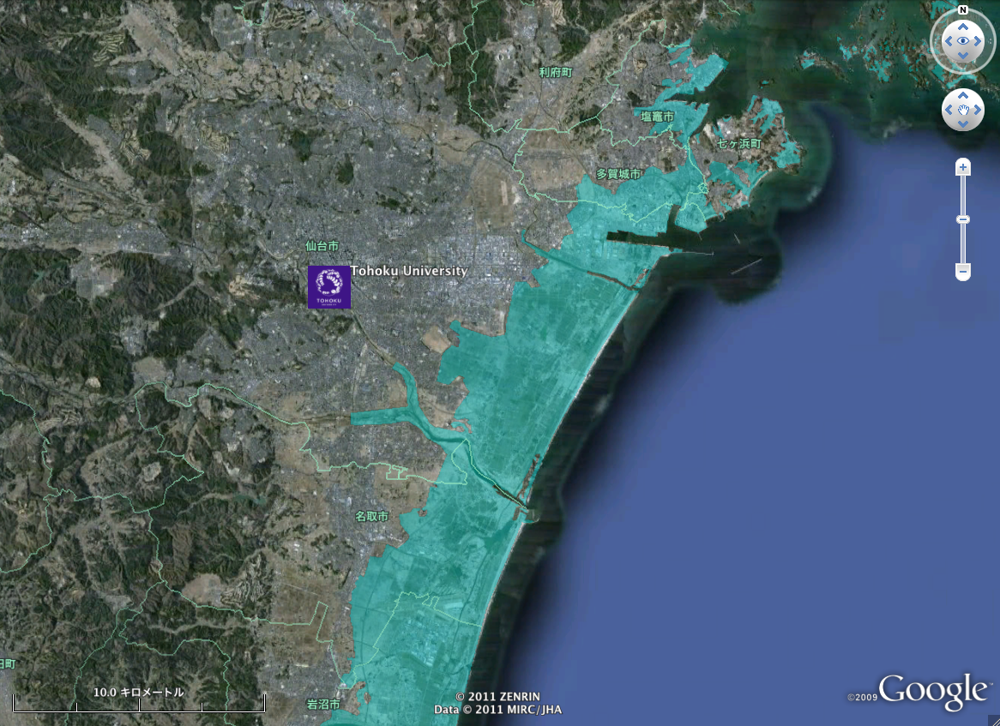 N
利府町
塩竈市
七ヶ浜町
多賀城市
仙台市
Tohoku University
TOHOKU
名取市
10.0 キロメートル
岩沼市
© 2011 ZENRIN
Data © 2011 MIRC/JHA
©2009 Google